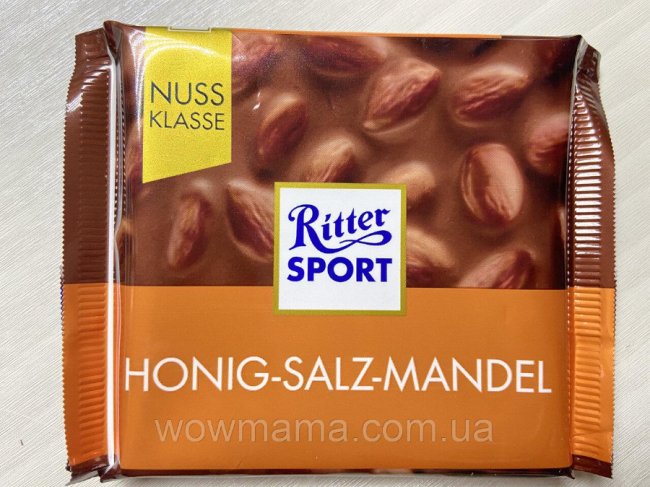 NUSS
KLASSE
Ritter
SPORT
HONIG-SALZ-MANDEL
wowmama.com.ua